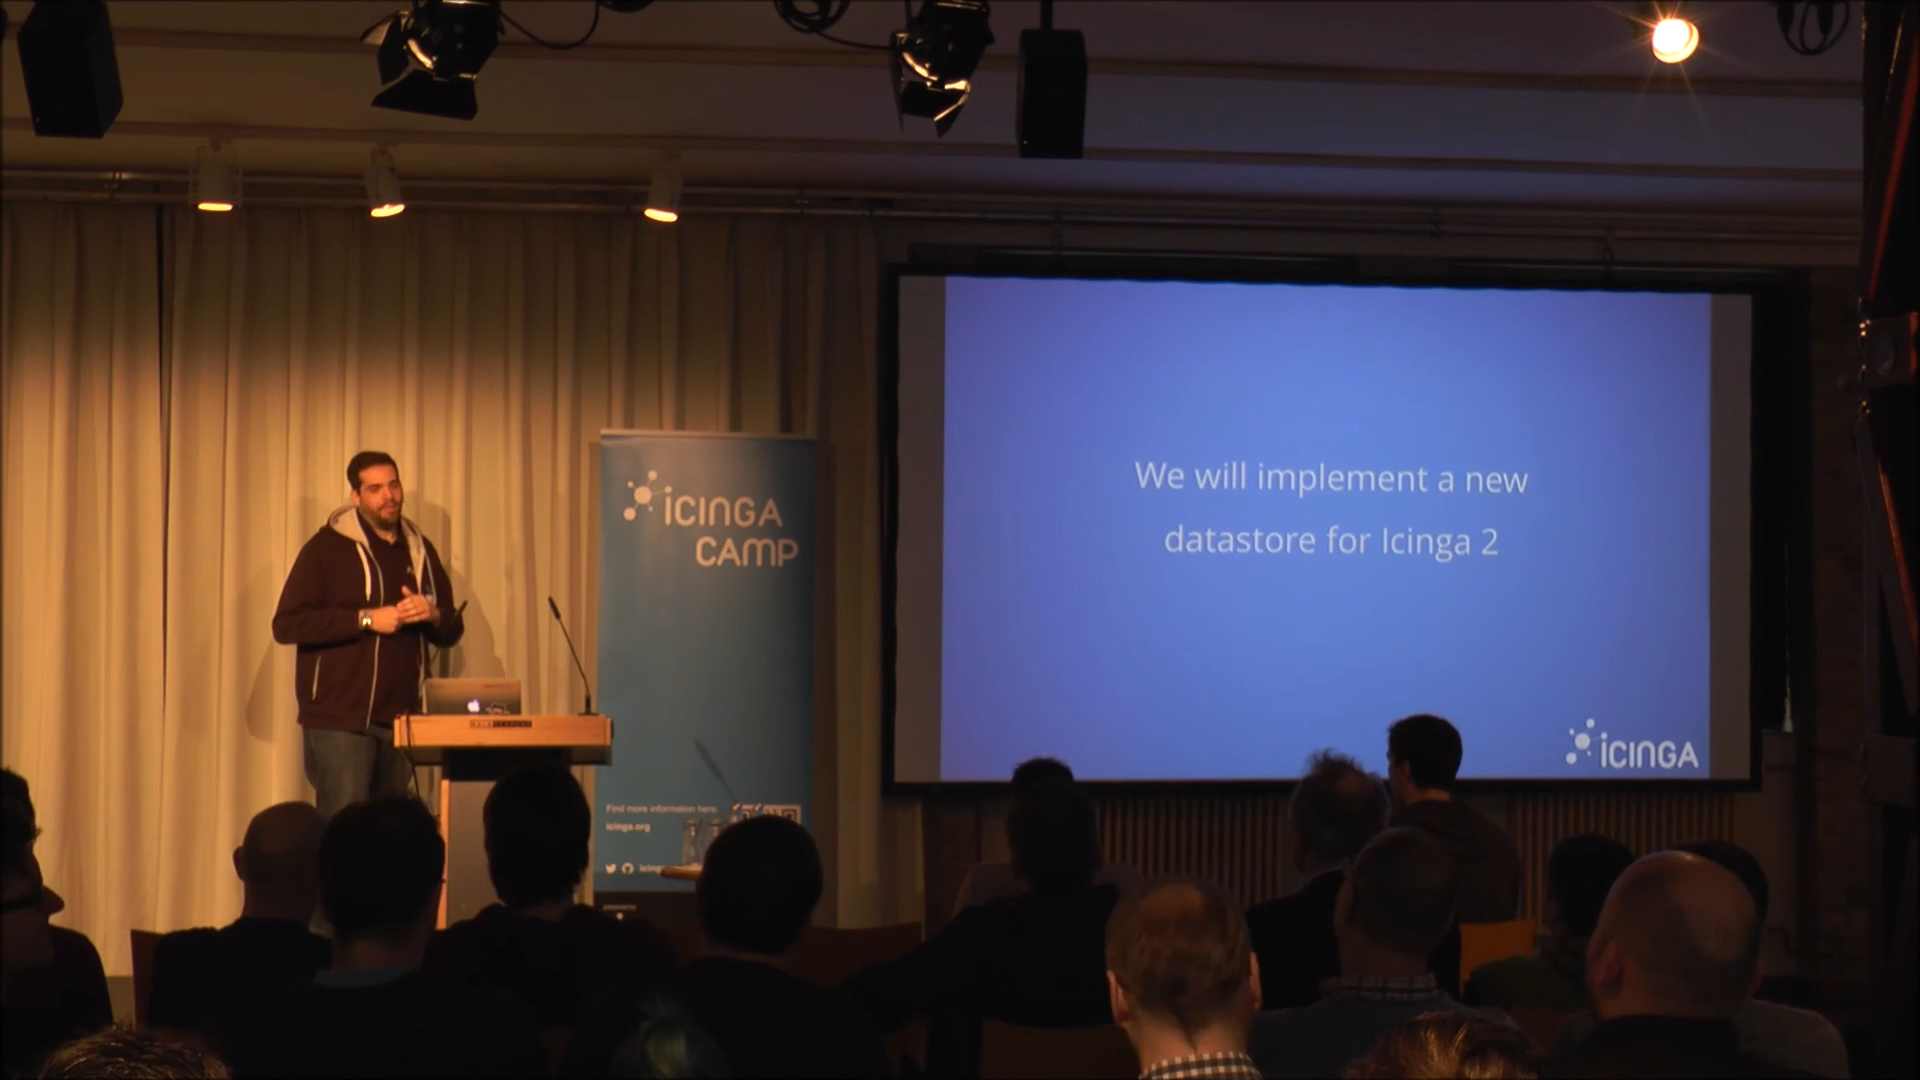 ICINGA
CAMP
We will implement a new
datastore for Icinga 2
ICINGA
Find more information here:
icinga.org